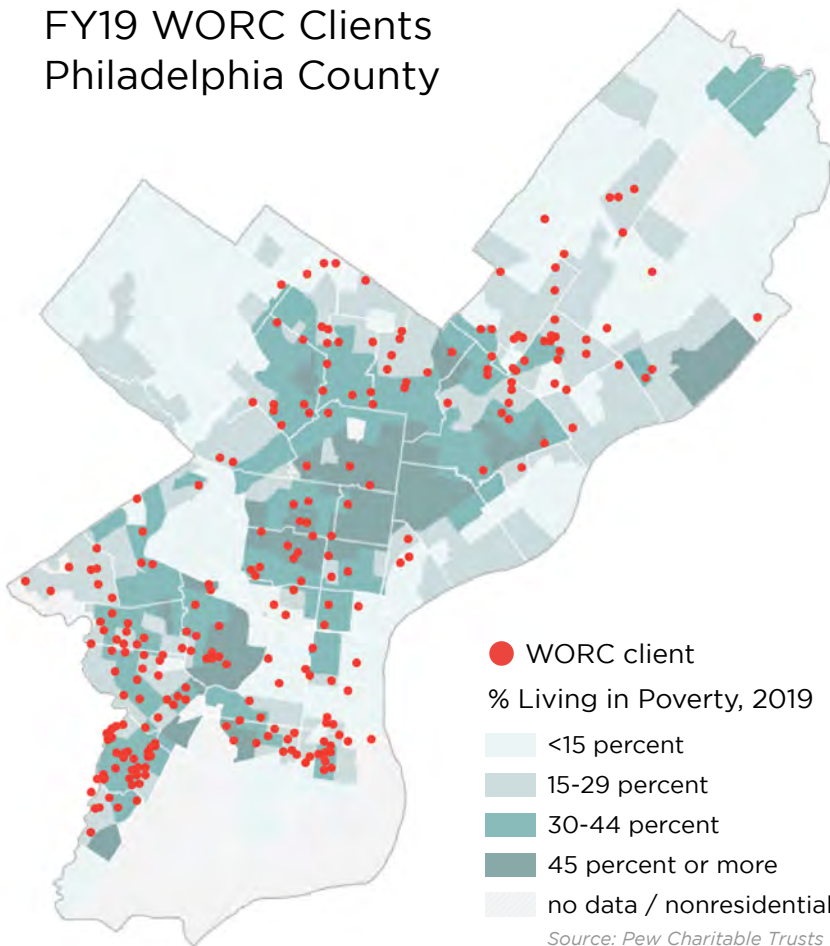 FY19 WORC Clients
Philadelphia County
WORC client
% Living in Poverty, 2019
<15 percent
15-29 percent
30-44 percent
45 percent or more
no data / nonresidential
Source: Pew Charitable Trusts